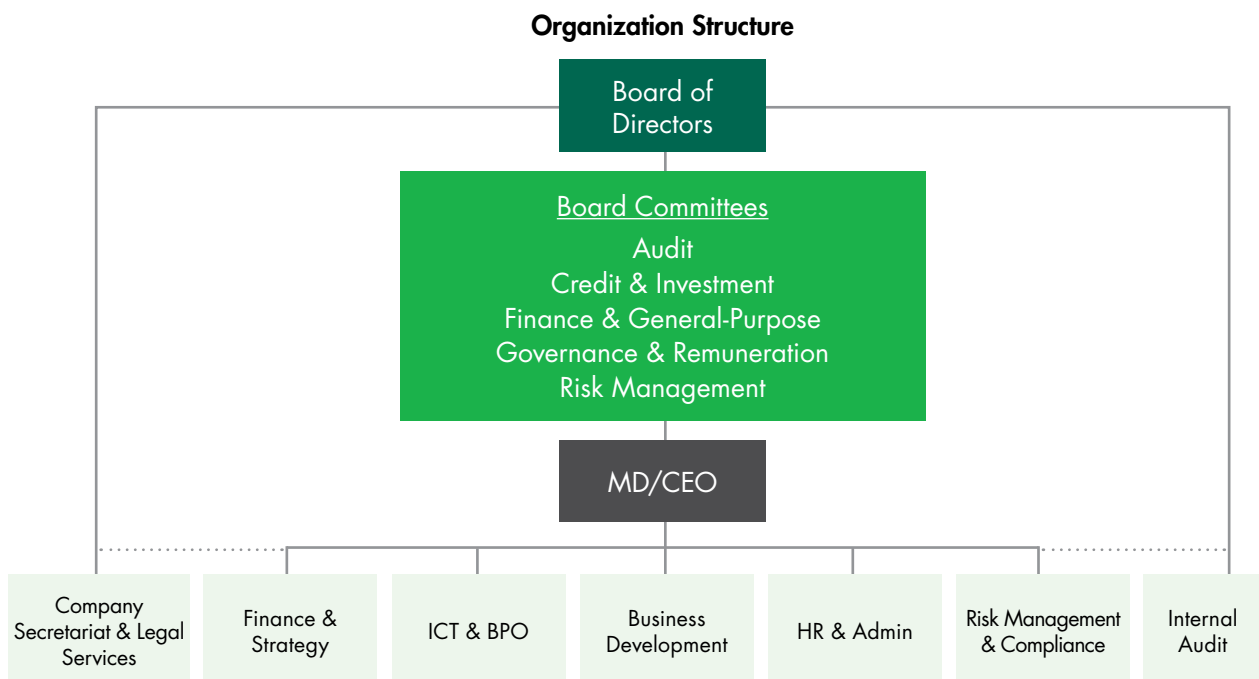 Organization Structure
Board of
Directors
Board Committees
Audit
Credit & Investment
Finance & General-Purpose
Governance & Remuneration
Risk Management
MD/CEO
Company
Secretariat & Legal
Services
Finance &
Strategy
ICT & BPO
Business
Development
HR & Admin
Risk Management
& Compliance
Internal
Audit